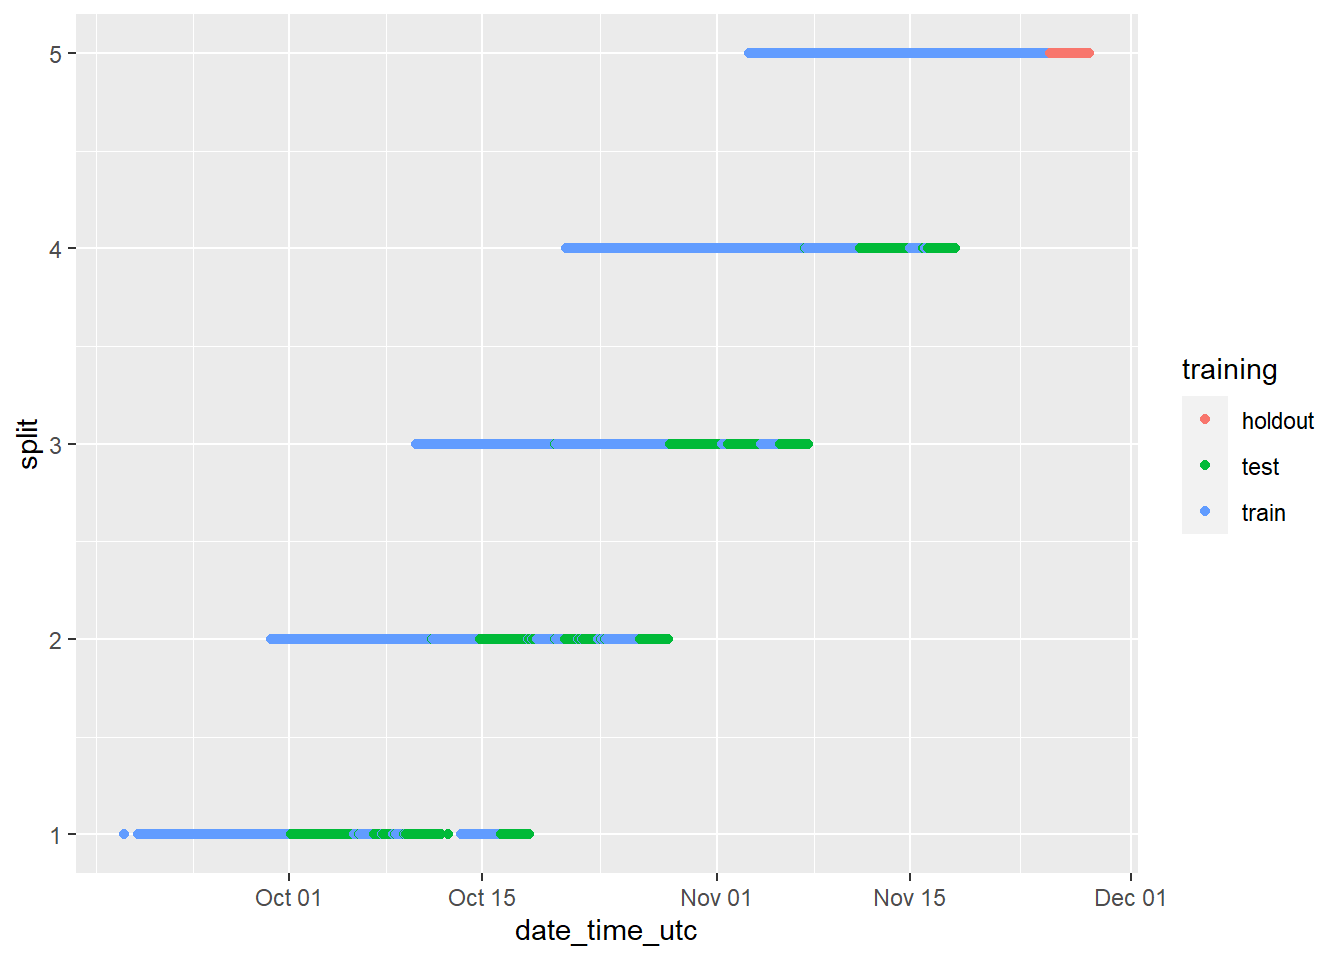 5
4
3
2
1
split
Oct 01
Oct 15
Nov 01
Nov 15
Dec 01
date_time_utc
training
holdout
test
train